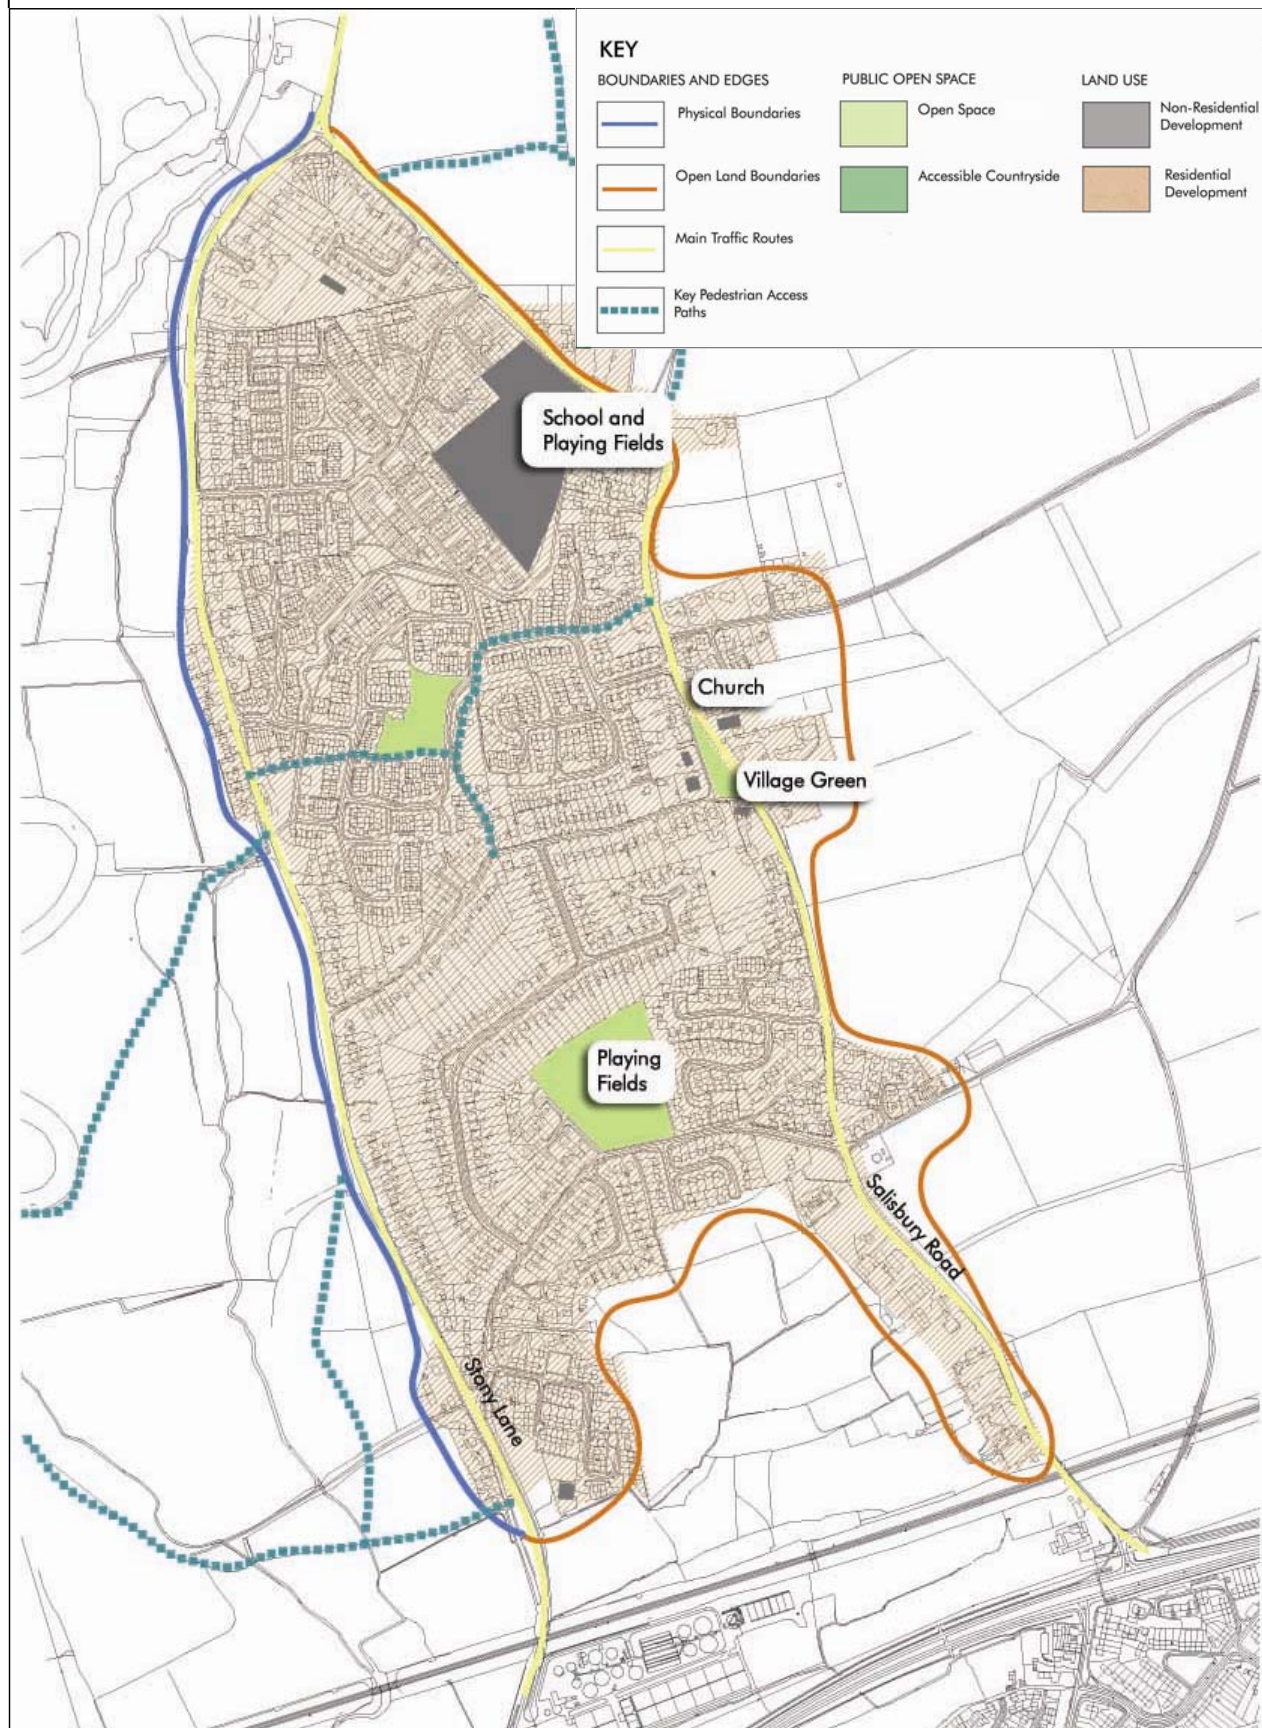 KEY
BOUNDARIES AND EDGES
Physical Boundaries
Open Land Boundaries
Main Traffic Routes
Key Pedestrian Access
Paths
PUBLIC OPEN SPACE
Open Space
Accessible Countryside
LAND USE
Non-Residential
Development
Residential
Development
School and
Playing Fields
Church
Village Green
Playing
Fields
Salisbury Road
Stony Lane